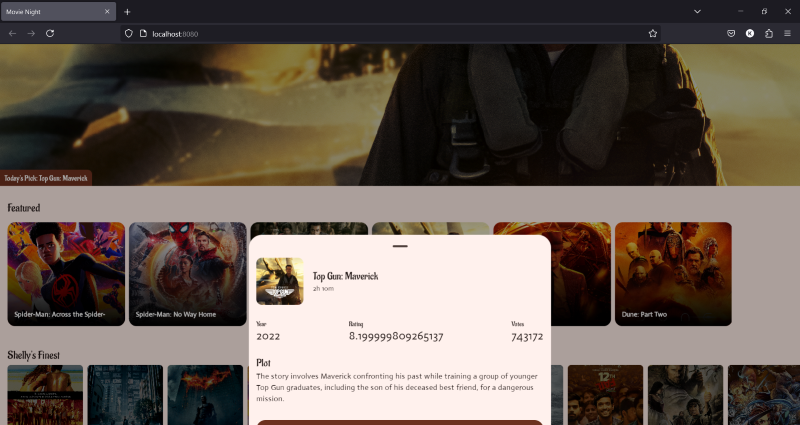 Movie Night
localhost:8080
Today's Pick: Top Gun: Maverick
Featured
Spider-Man: Across the Spider-
Spider-Man: No Way Home
Dune: Part Two
Top Gun: Maverick
2h 10m
Year
Rating
Votes
2022
8.199999809265137
743172
Shelly's Finest
Plot
The story involves Maverick confronting his past while training a group of younger
Top Gun graduates, including the son of his deceased best friend, for a dangerous
mission.
12TH